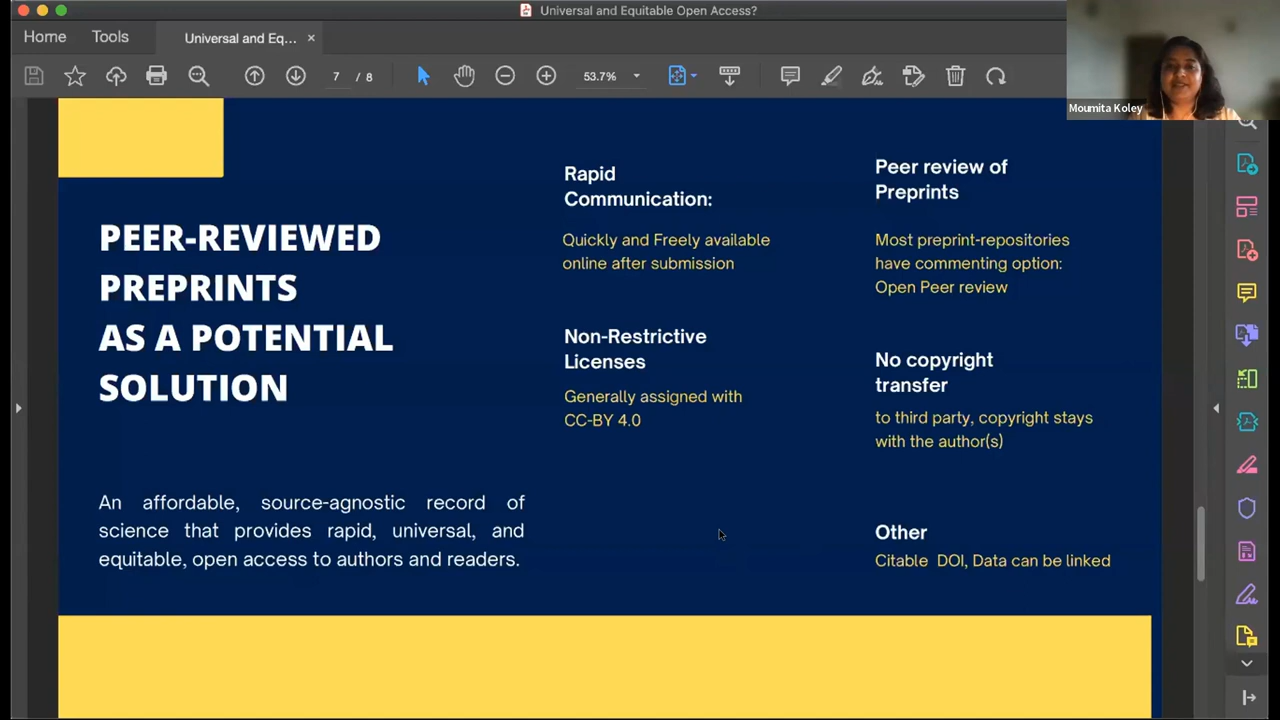 Universal and Equitable Open Access?
Home
Tools
Universal and Eq... ×
7 / 8
53.7%
Moumita Koley
PEER-REVIEWED
PREPRINTS
AS A POTENTIAL
SOLUTION
An affordable, source-agnostic record of
science that provides rapid, universal, and
equitable, open access to authors and readers.
Rapid
Communication:
Quickly and Freely available
online after submission
Non-Restrictive
Licenses
Generally assigned with
CC-BY 4.0
Peer review of
Preprints
Most preprint-repositories
have commenting option:
Open Peer review
No copyright
transfer
to third party, copyright stays
with the author(s)
Other
Citable DOI, Data can be linked